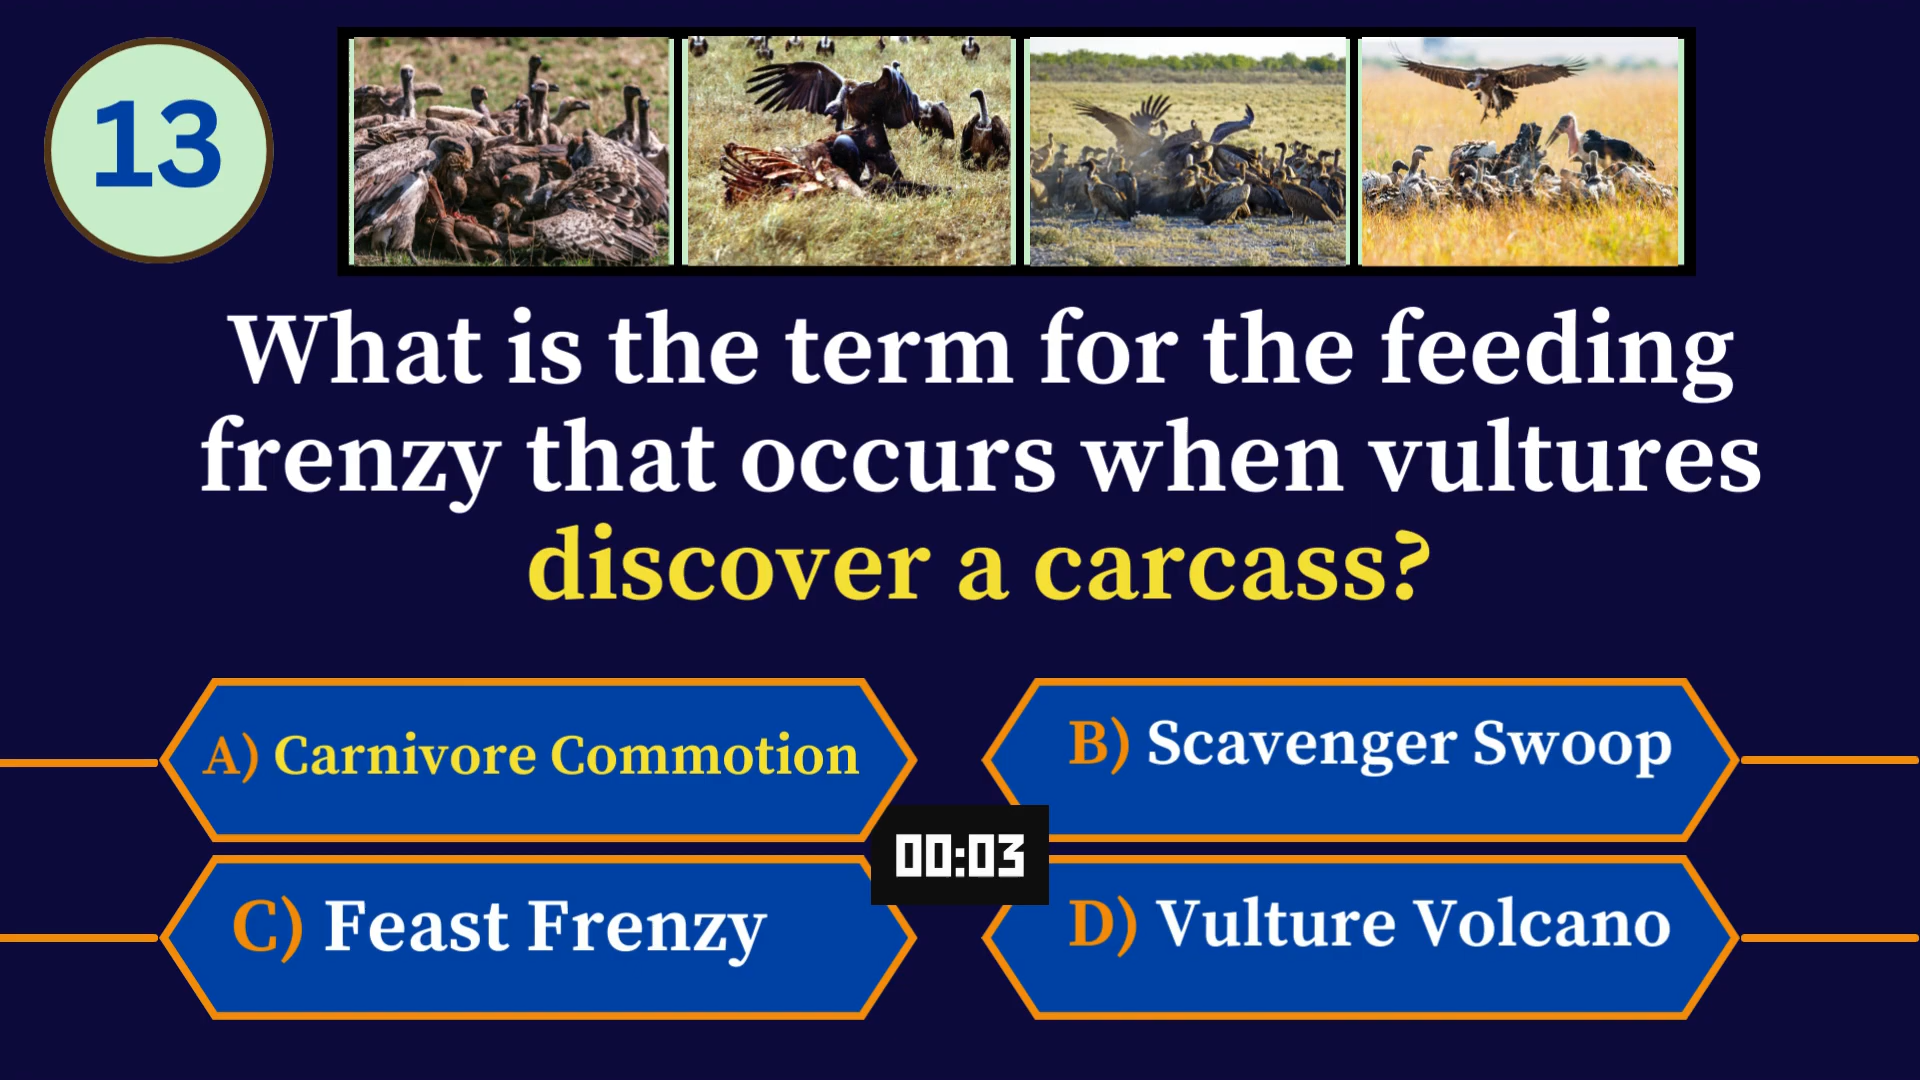 13
What is the term for the feeding
frenzy that occurs when vultures
discover a carcass?
A) Carnivore Commotion
B) Scavenger Swoop
00:03
C) Feast Frenzy
D) Vulture Volcano